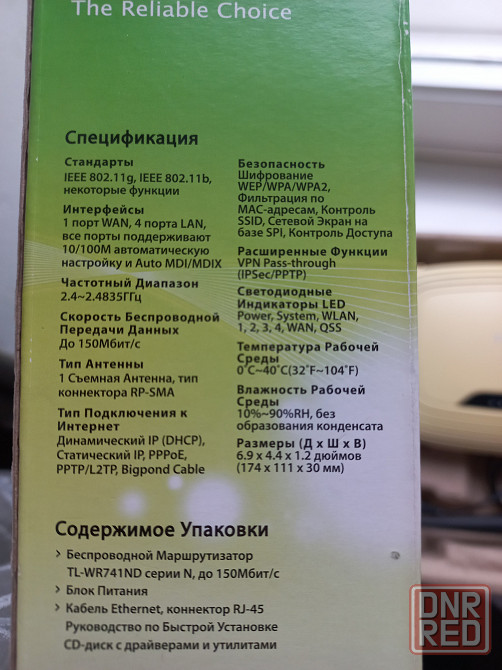 The Reliable Choice
Спецификация
Стандарты
IEEE 802.11g, IEEE 802.11b,
некоторые функции
Интерфейсы
1 порт WAN, 4 порта LAN,
все порты поддерживают
10/100M автоматическую
настройку и Auto MDI/MDIX
Частотный Диапазон
2.4~2.4835ГГц
Скорость Беспроводной
Передачи Данных
До 150Мбит/с
Тип Антенны
1 Съемная Антенна, тип
коннектора RP-SMA
Тип Подключения к
Интернет
Динамический IP (DHCP),
Статический IP, PPPoE,
PPTP/L2TP, Bigpond Cable
Безопасность
Шифрование
WEP/WPA/WPA2,
Фильтрация по
MAC-адресам, Контроль
SSID, Сетевой Экран на
базе SPI, Контроль Доступа
Расширенные Функции
VPN Pass-through
(IPSec/PPTP)
Светодиодные
Индикаторы LED
Power, System, WLAN,
1, 2, 3, 4, WAN, QSS
Температура Рабочей
Среды
0˚C~40˚C(32˚F~104˚F)
Влажность Рабочей
Среды
10%~90%RH, без
образования конденсата
Размеры (Д x Ш x В)
6.9 x 4.4 x 1.2 дюймов
(174 x 111 x 30 мм)
Содержимое Упаковки
› Беспроводной Маршрутизатор
TL-WR741ND серии N, до 150Мбит/с
› Блок Питания
› Кабель Ethernet, коннектор RJ-45
Руководство по Быстрой Установке
CD-диск с драйверами и утилитами
DNR
RED